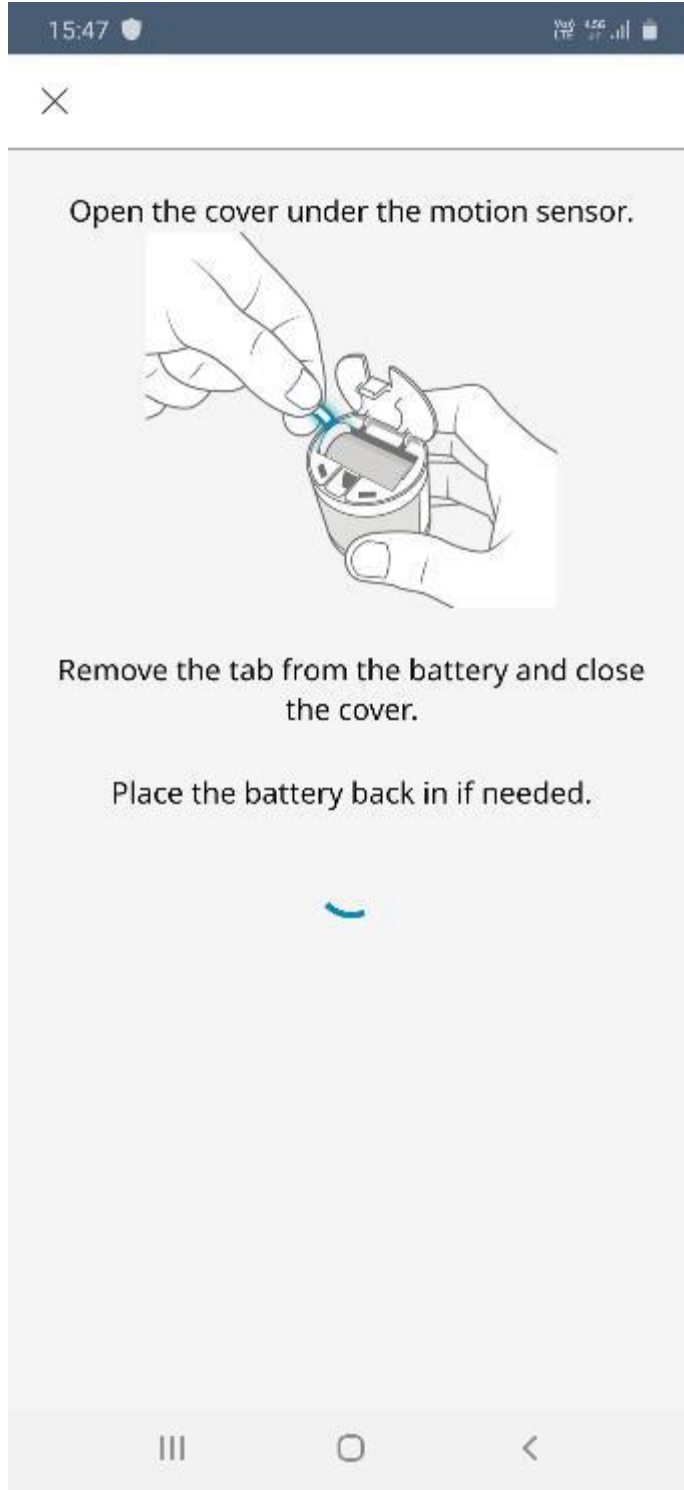 15:47
Open the cover under the motion sensor.
Remove the tab from the battery and close
the cover.
Place the battery back in if needed.